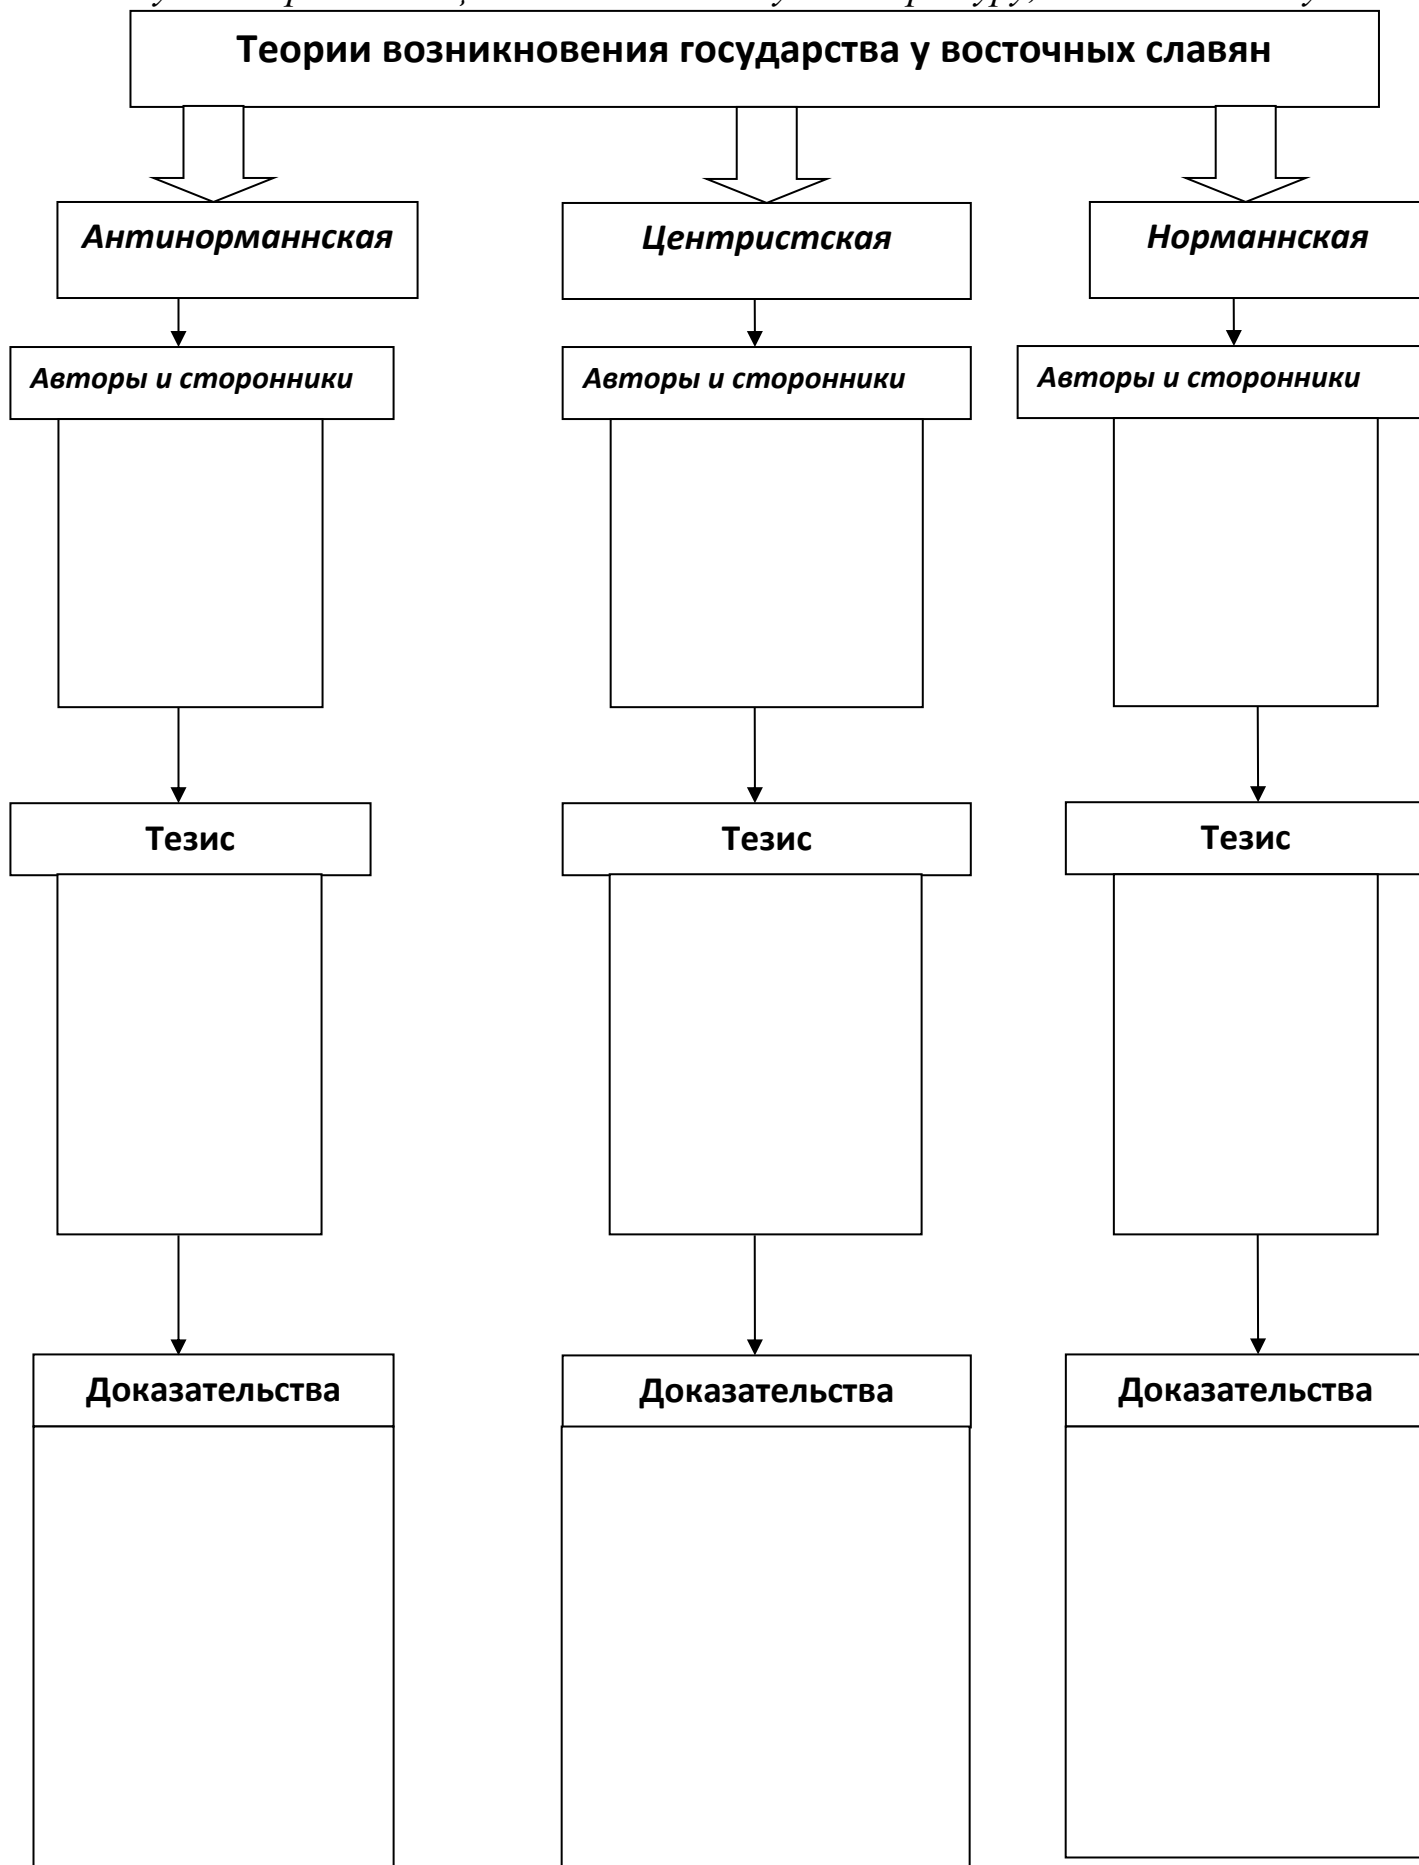 Теории возникновения государства у восточных славян
Антинорманнская
Центристская
Норманнская
Авторы и сторонники
Авторы и сторонники
Авторы и сторонники
Тезис
Тезис
Тезис
Доказательства
Доказательства
Доказательства